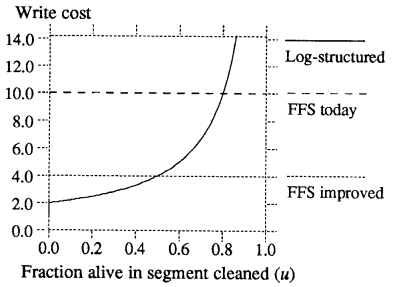 Write cost
14.0
Log-structured
12.0
10.0
FFS today
8.0
6.0
4.0
FFS improved
2.0
0.0
0.0 0.2 0.4 0.6 0.8 1.0
Fraction alive in segment cleaned (u)